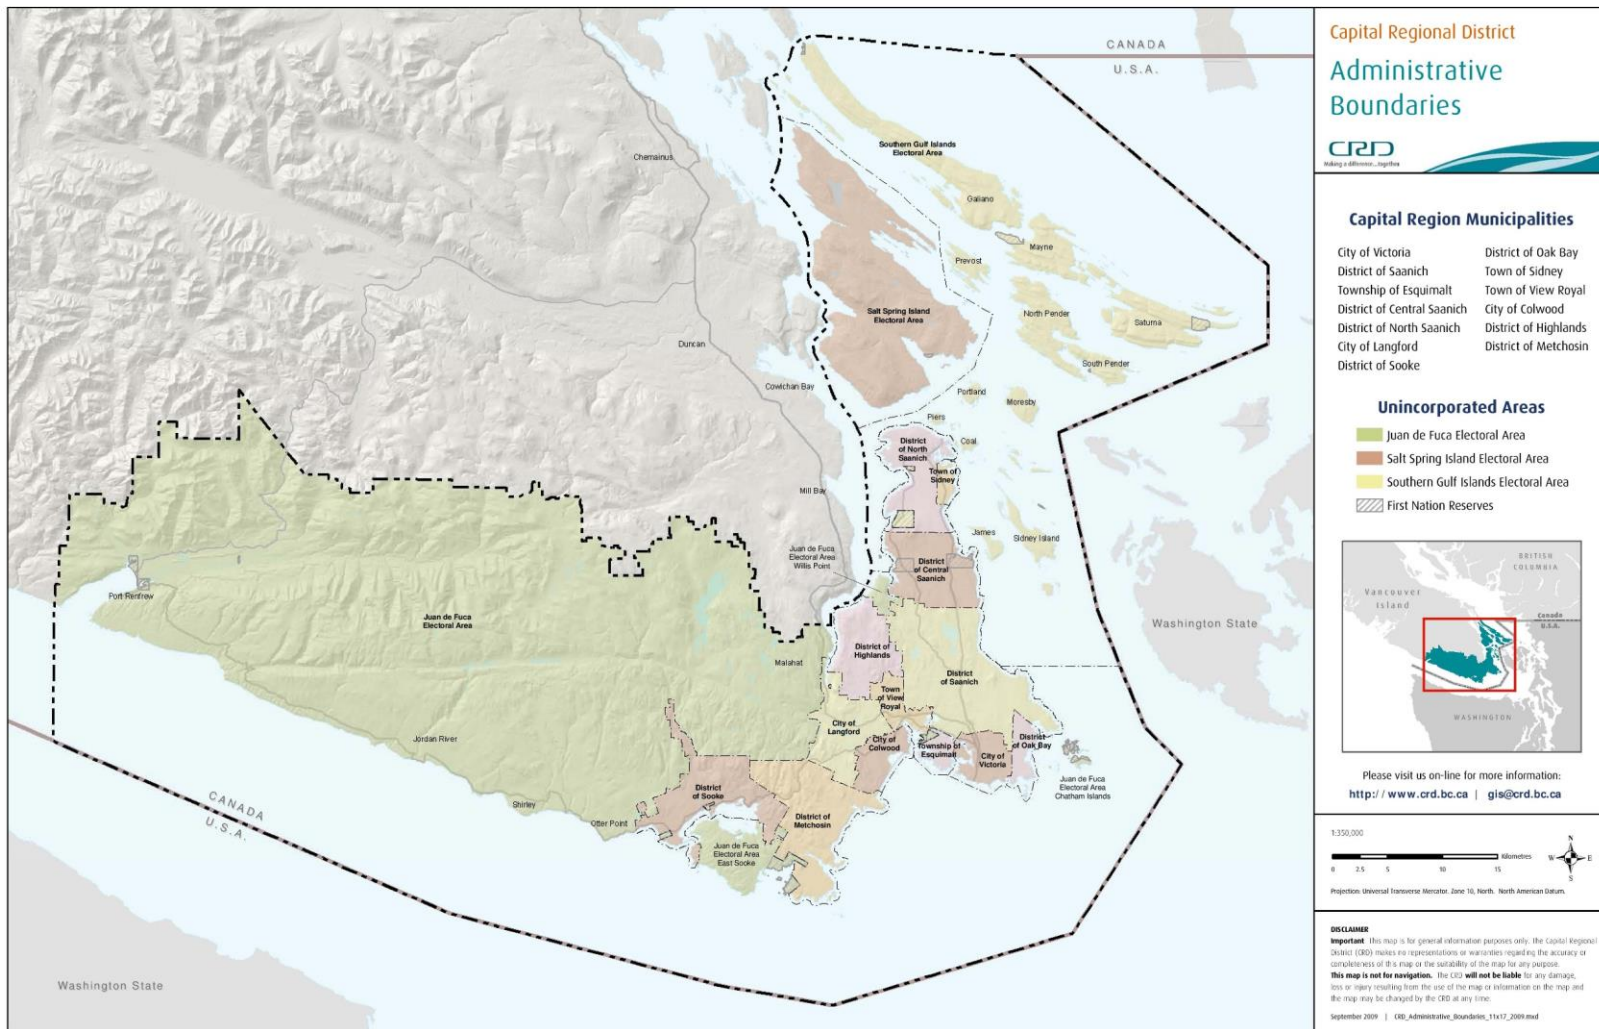 CANADA
U.S.A.
Chemainus
Southern Gulf Islands
Electoral Area
Galiano
Mayne
Prevost
Salt Spring Island
Electoral Area
North Pender
Saturna
Duncan
South Pender
Cowichan Bay
Portland
Moresby
Piers
Coal
District
of North
Saanich
Town of
Sidney
Mill Bay
James
Sidney Island
Juan de Fuca
Electoral Area
Willis Point
District
of Central
Saanich
Port Renfrew
Juan de Fuca
Electoral Area
Washington State
Malahat
District of
Highlands
District
of Saanich
Town
of View
Royal
City of
Langford
City of
Colwood
Township of
Esquimalt
City of
Victoria
District
of Oak Bay
Jordan River
Juan de Fuca
Electoral Area
Chatham Islands
District
of Sooke
CANADA
U.S.A.
Shirley
Otter Point
District of
Metchosin
Juan de Fuca
Electoral Area
East Sooke
Washington State
Capital Regional District
Administrative
Boundaries
CRD
Making a difference...together
Capital Region Municipalities
City of Victoria
District of Saanich
Township of Esquimalt
District of Central Saanich
District of North Saanich
City of Langford
District of Sooke
District of Oak Bay
Town of Sidney
Town of View Royal
City of Colwood
District of Highlands
District of Metchosin
Unincorporated Areas
Juan de Fuca Electoral Area
Salt Spring Island Electoral Area
Southern Gulf Islands Electoral Area
First Nation Reserves
BRITISH
COLUMBIA
Vancouver
Island
Canada
U.S.A.
WASHINGTON
Please visit us on-line for more information:
http://www.crd.bc.ca | gis@crd.bc.ca
1:350,000
Kilometres
0 2.5 5 10 15
N
W E
S
Projection: Universal Transverse Mercator, Zone 10, North. North American Datum.
DISCLAIMER
Important This map is for general information purposes only. The Capital Regional
District (CRD) makes no representations or warranties regarding the accuracy or
completeness of this map or the suitability of the map for any purpose.
This map is not for navigation. The CRD will not be liable for any damage,
loss or injury resulting from the use of the map or information on the map and
the map may be changed by the CRD at any time.
September 2009 | CRD_Administrative_Boundaries_11x17_2009.mxd